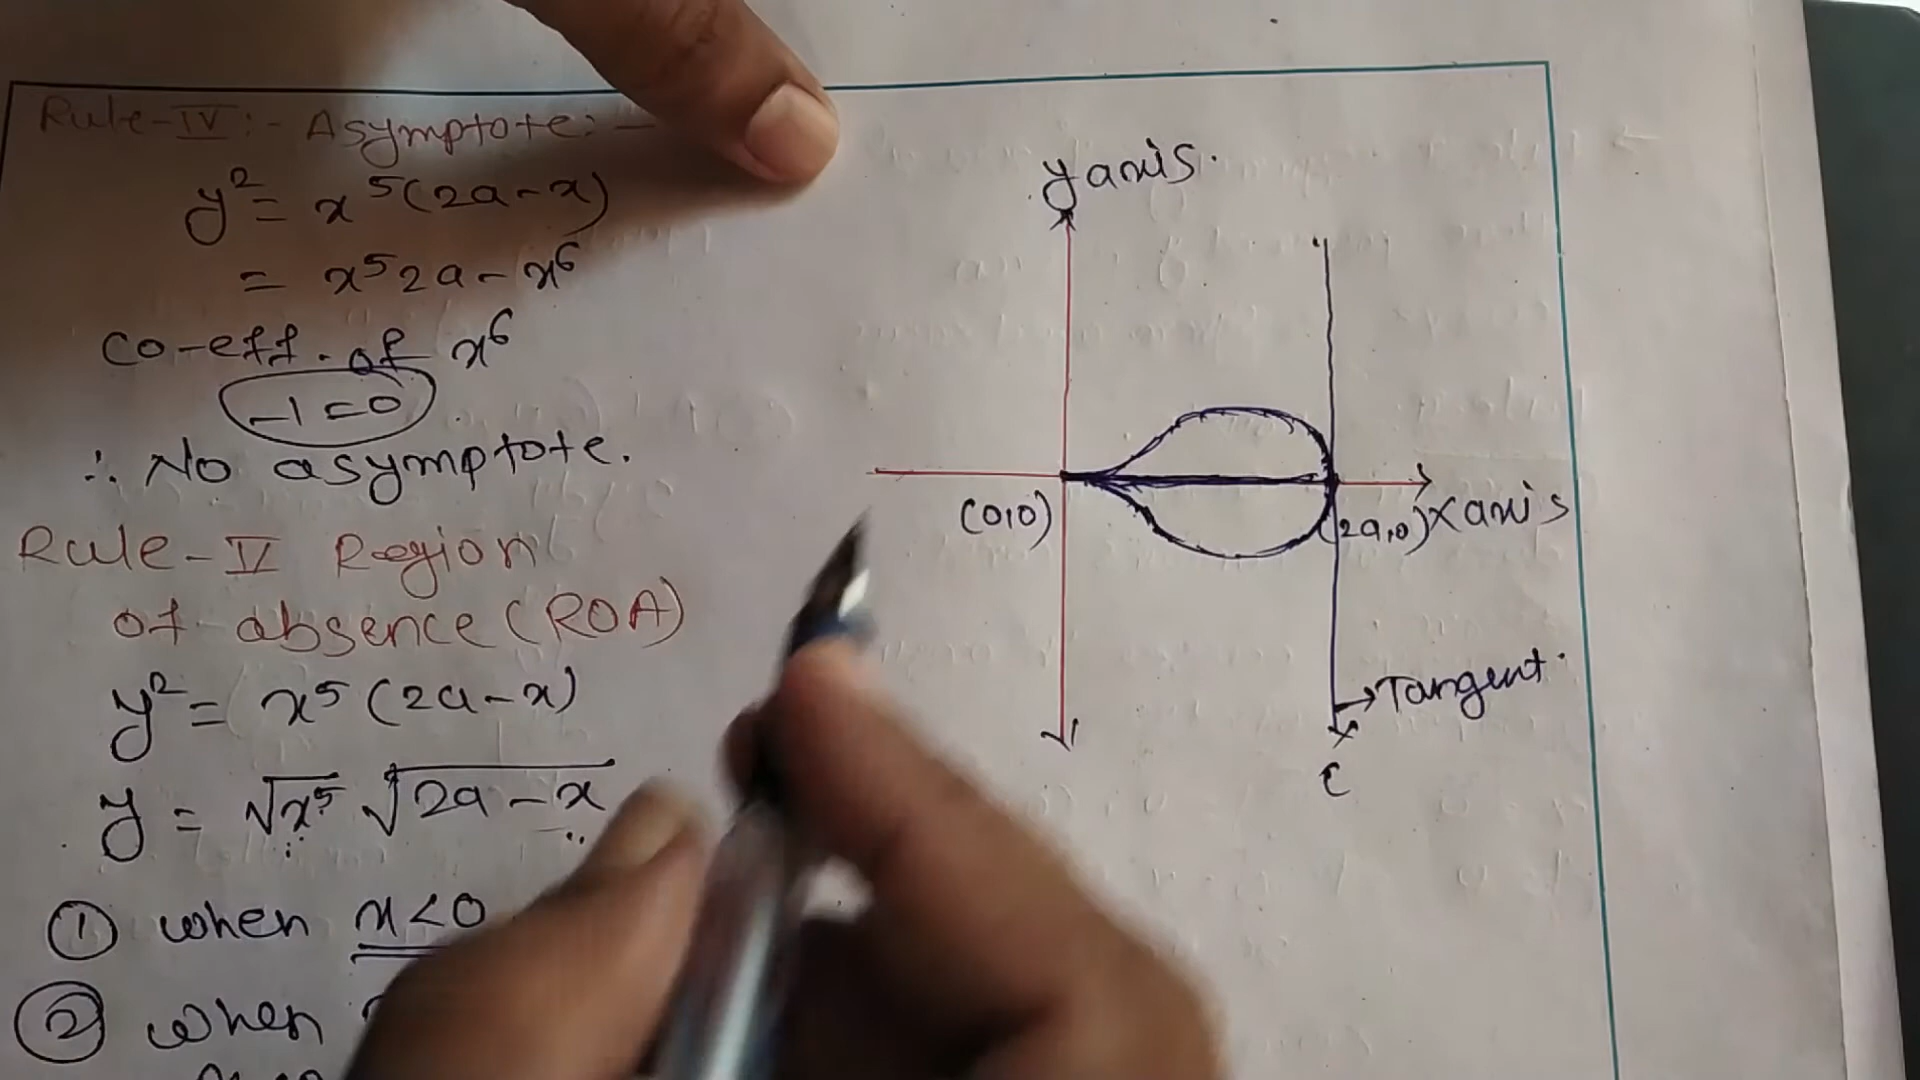 Rule-IV:- Asymptote:-
y² = x⁵(2a-x)
= x⁵2a-x⁶
co-eff. of x⁶
-1=0
∴ No asymptote.
Rule-V Region
of absence (ROA)
y² = x⁵ (2a-x)
y = √x⁵ √2a-x
① when x<0
② when
y axis.
(0,0)
(2a,0) X axis
→Tangent.